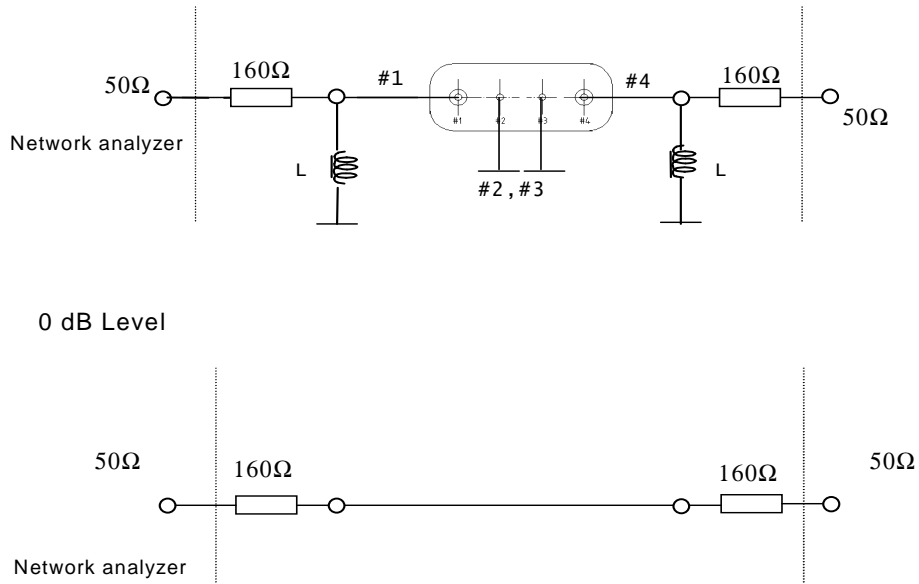 50Ω
160Ω
#1
#4
160Ω
50Ω
Network analyzer
#1 #2 #3 #4
L
L
#2,#3
0 dB Level
50Ω
160Ω
160Ω
50Ω
Network analyzer